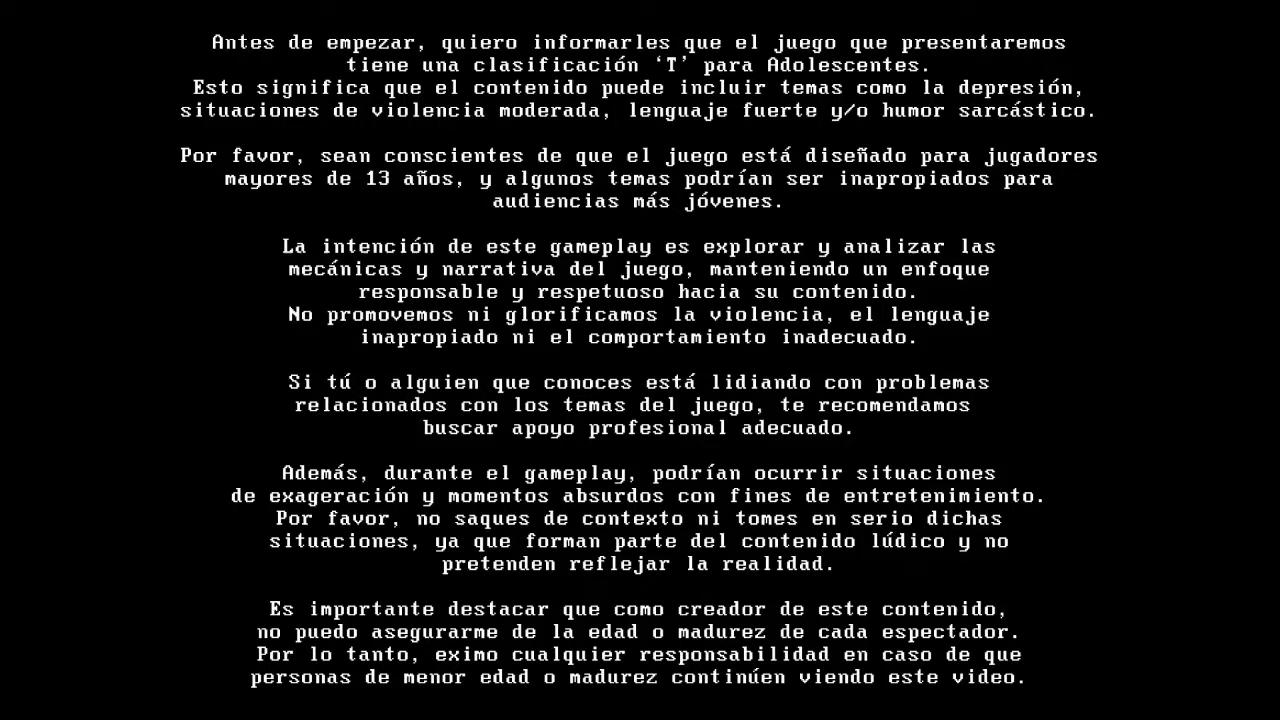 Antes de empezar, quiero informarles que el juego que presentaremos
tiene una clasificación ‘T’ para Adolescentes.
Esto significa que el contenido puede incluir temas como la depresión,
situaciones de violencia moderada, lenguaje fuerte y/o humor sarcástico.
Por favor, sean conscientes de que el juego está diseñado para jugadores
mayores de 13 años, y algunos temas podrían ser inapropiados para
audiencias más jóvenes.
La intención de este gameplay es explorar y analizar las
mecánicas y narrativa del juego, manteniendo un enfoque
responsable y respetuoso hacia su contenido.
No promovemos ni glorificamos la violencia, el lenguaje
inapropiado ni el comportamiento inadecuado.
Si tú o alguien que conoces está lidiando con problemas
relacionados con los temas del juego, te recomendamos
buscar apoyo profesional adecuado.
Además, durante el gameplay, podrían ocurrir situaciones
de exageración y momentos absurdos con fines de entretenimiento.
Por favor, no saques de contexto ni tomes en serio dichas
situaciones, ya que forman parte del contenido lúdico y no
pretenden reflejar la realidad.
Es importante destacar que como creador de este contenido,
no puedo asegurarme de la edad o madurez de cada espectador.
Por lo tanto, eximo cualquier responsabilidad en caso de que
personas de menor edad o madurez continúen viendo este video.